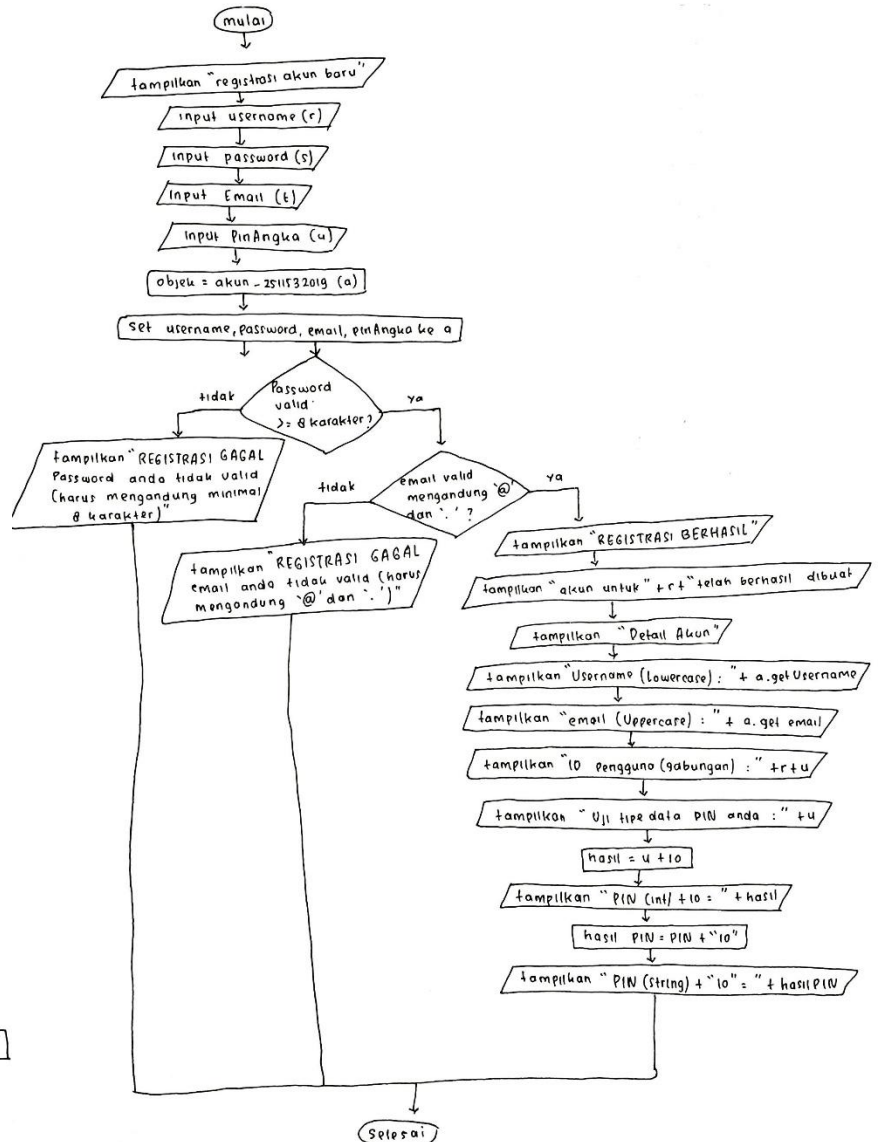 mulai
tampilkan "registrasi akun baru"
input username (r)
input password (s)
input Email (t)
input PinAngka (u)
objek = akun_2511532019 (a)
set username, password, email, pinAngka ke a
Password
valid
>= 8 karakter?
tidak
ya
tampilkan "REGISTRASI GAGAL
Password anda tidak valid
(harus mengandung minimal
8 karakter)"
email valid
mengandung '@'
dan '.' ?
tidak
ya
tampilkan "REGISTRASI GAGAL
email anda tidak valid (harus
mengandung '@' dan '.')"
tampilkan "REGISTRASI BERHASIL"
tampilkan "akun untuk" + r + "telah berhasil dibuat
tampilkan "Detail Akun"
tampilkan "Username (Lowercase) : " + a.getUsername
tampilkan "email (Uppercase) : " + a.get email
tampilkan "ID pengguna (gabungan) : " +r+u
tampilkan "Uji tipe data PIN anda : " +u
hasil = u + 10
tampilkan "PIN (int) + 10 = " + hasil
hasil PIN = PIN + "10"
tampilkan "PIN (string) + "10" = " + hasil PIN
selesai